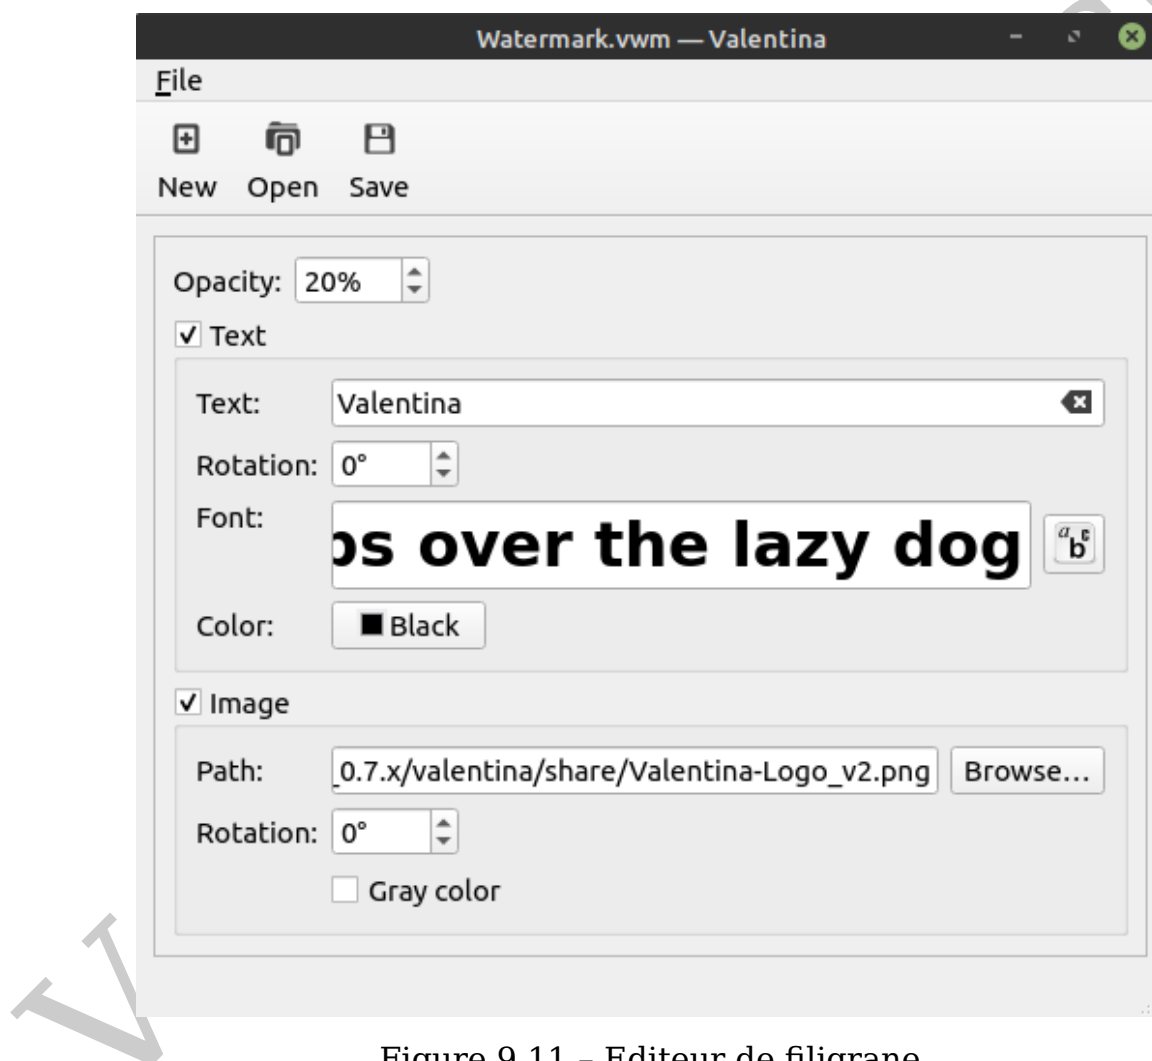 Watermark.vwm — Valentina
File
New Open Save
Opacity: 20%
Text
Text: Valentina
Rotation: 0°
Font: over the lazy dog
Color: Black
Image
Path: _0.7.x/valentina/share/Valentina-Logo_v2.png Browse...
Rotation: 0°
Gray color
Figure 9.11 – Editeur de filigrane